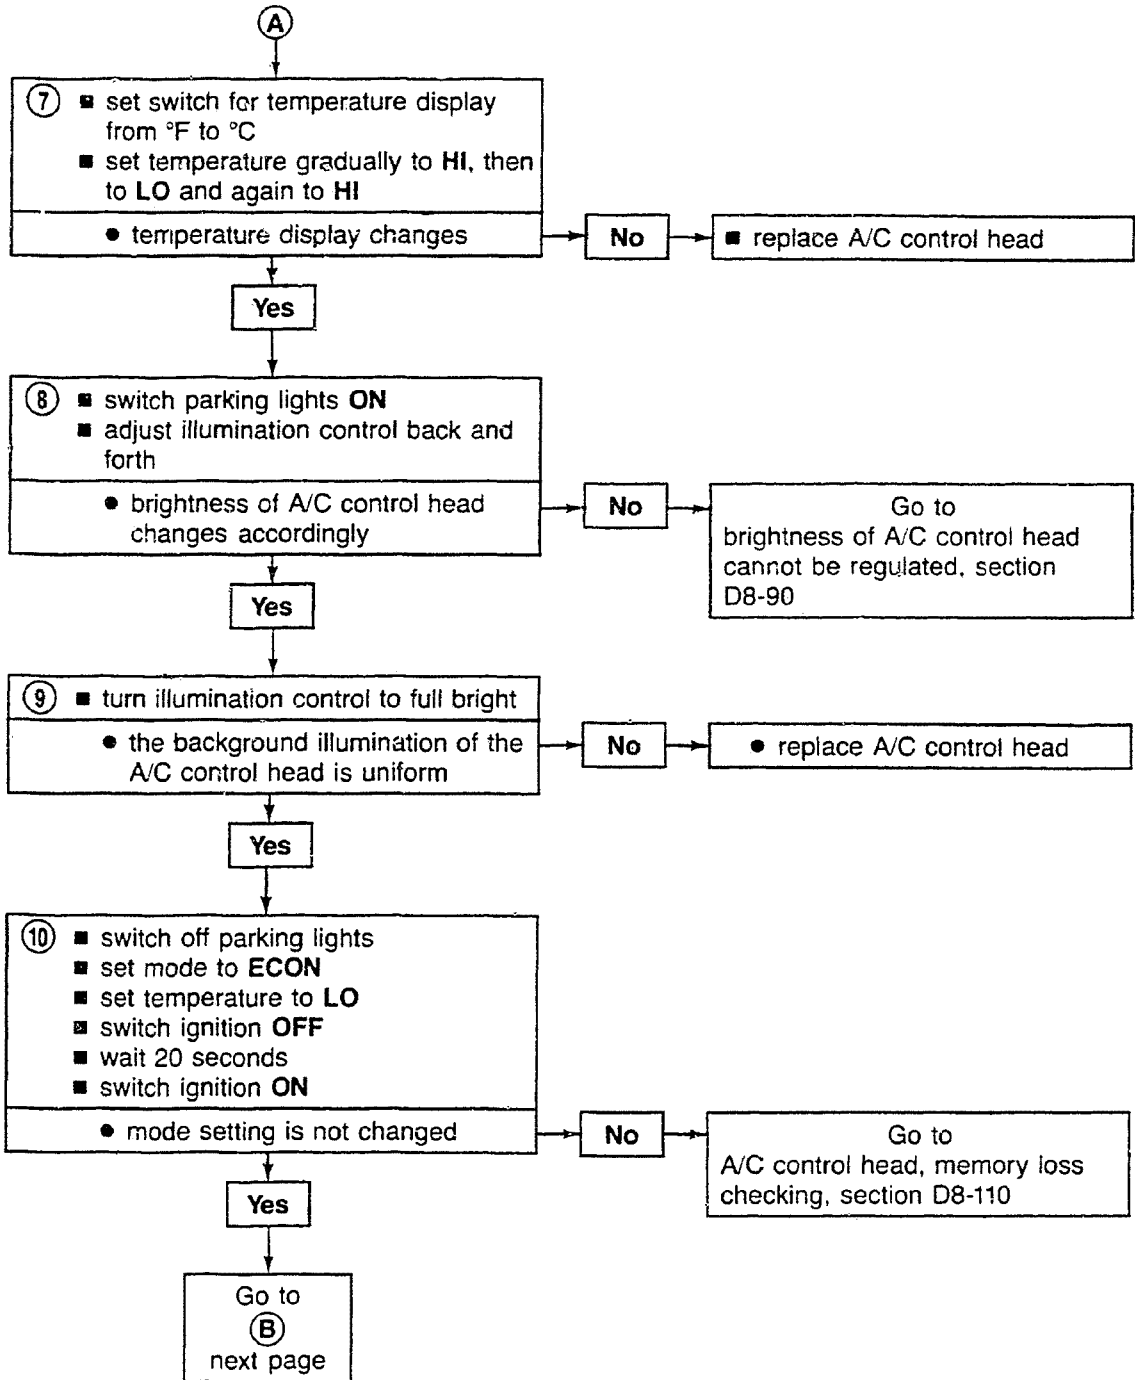 A
7 ■ set switch for temperature display
from °F to °C
■ set temperature gradually to HI, then
to LO and again to HI
● temperature display changes
No
■ replace A/C control head
Yes
8 ■ switch parking lights ON
■ adjust illumination control back and
forth
● brightness of A/C control head
changes accordingly
No
Go to
brightness of A/C control head
cannot be regulated, section
D8-90
Yes
9 ■ turn illumination control to full bright
● the background illumination of the
A/C control head is uniform
No
● replace A/C control head
Yes
10 ■ switch off parking lights
■ set mode to ECON
■ set temperature to LO
■ switch ignition OFF
■ wait 20 seconds
■ switch ignition ON
● mode setting is not changed
No
Go to
A/C control head, memory loss
checking, section D8-110
Yes
Go to
B
next page